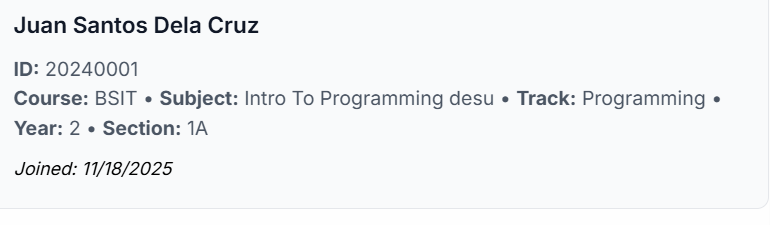 Juan Santos Dela Cruz
ID: 20240001
Course: BSIT • Subject: Intro To Programming desu • Track: Programming •
Year: 2 • Section: 1A
Joined: 11/18/2025